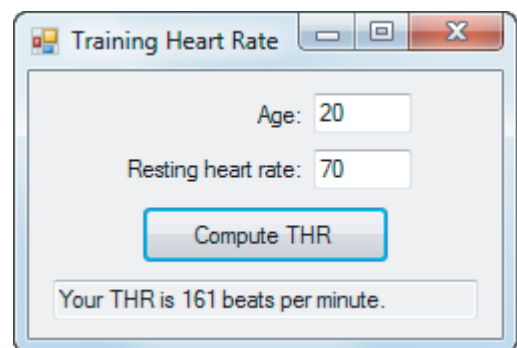 Training Heart Rate
Age: 20
Resting heart rate: 70
Compute THR
Your THR is 161 beats per minute.